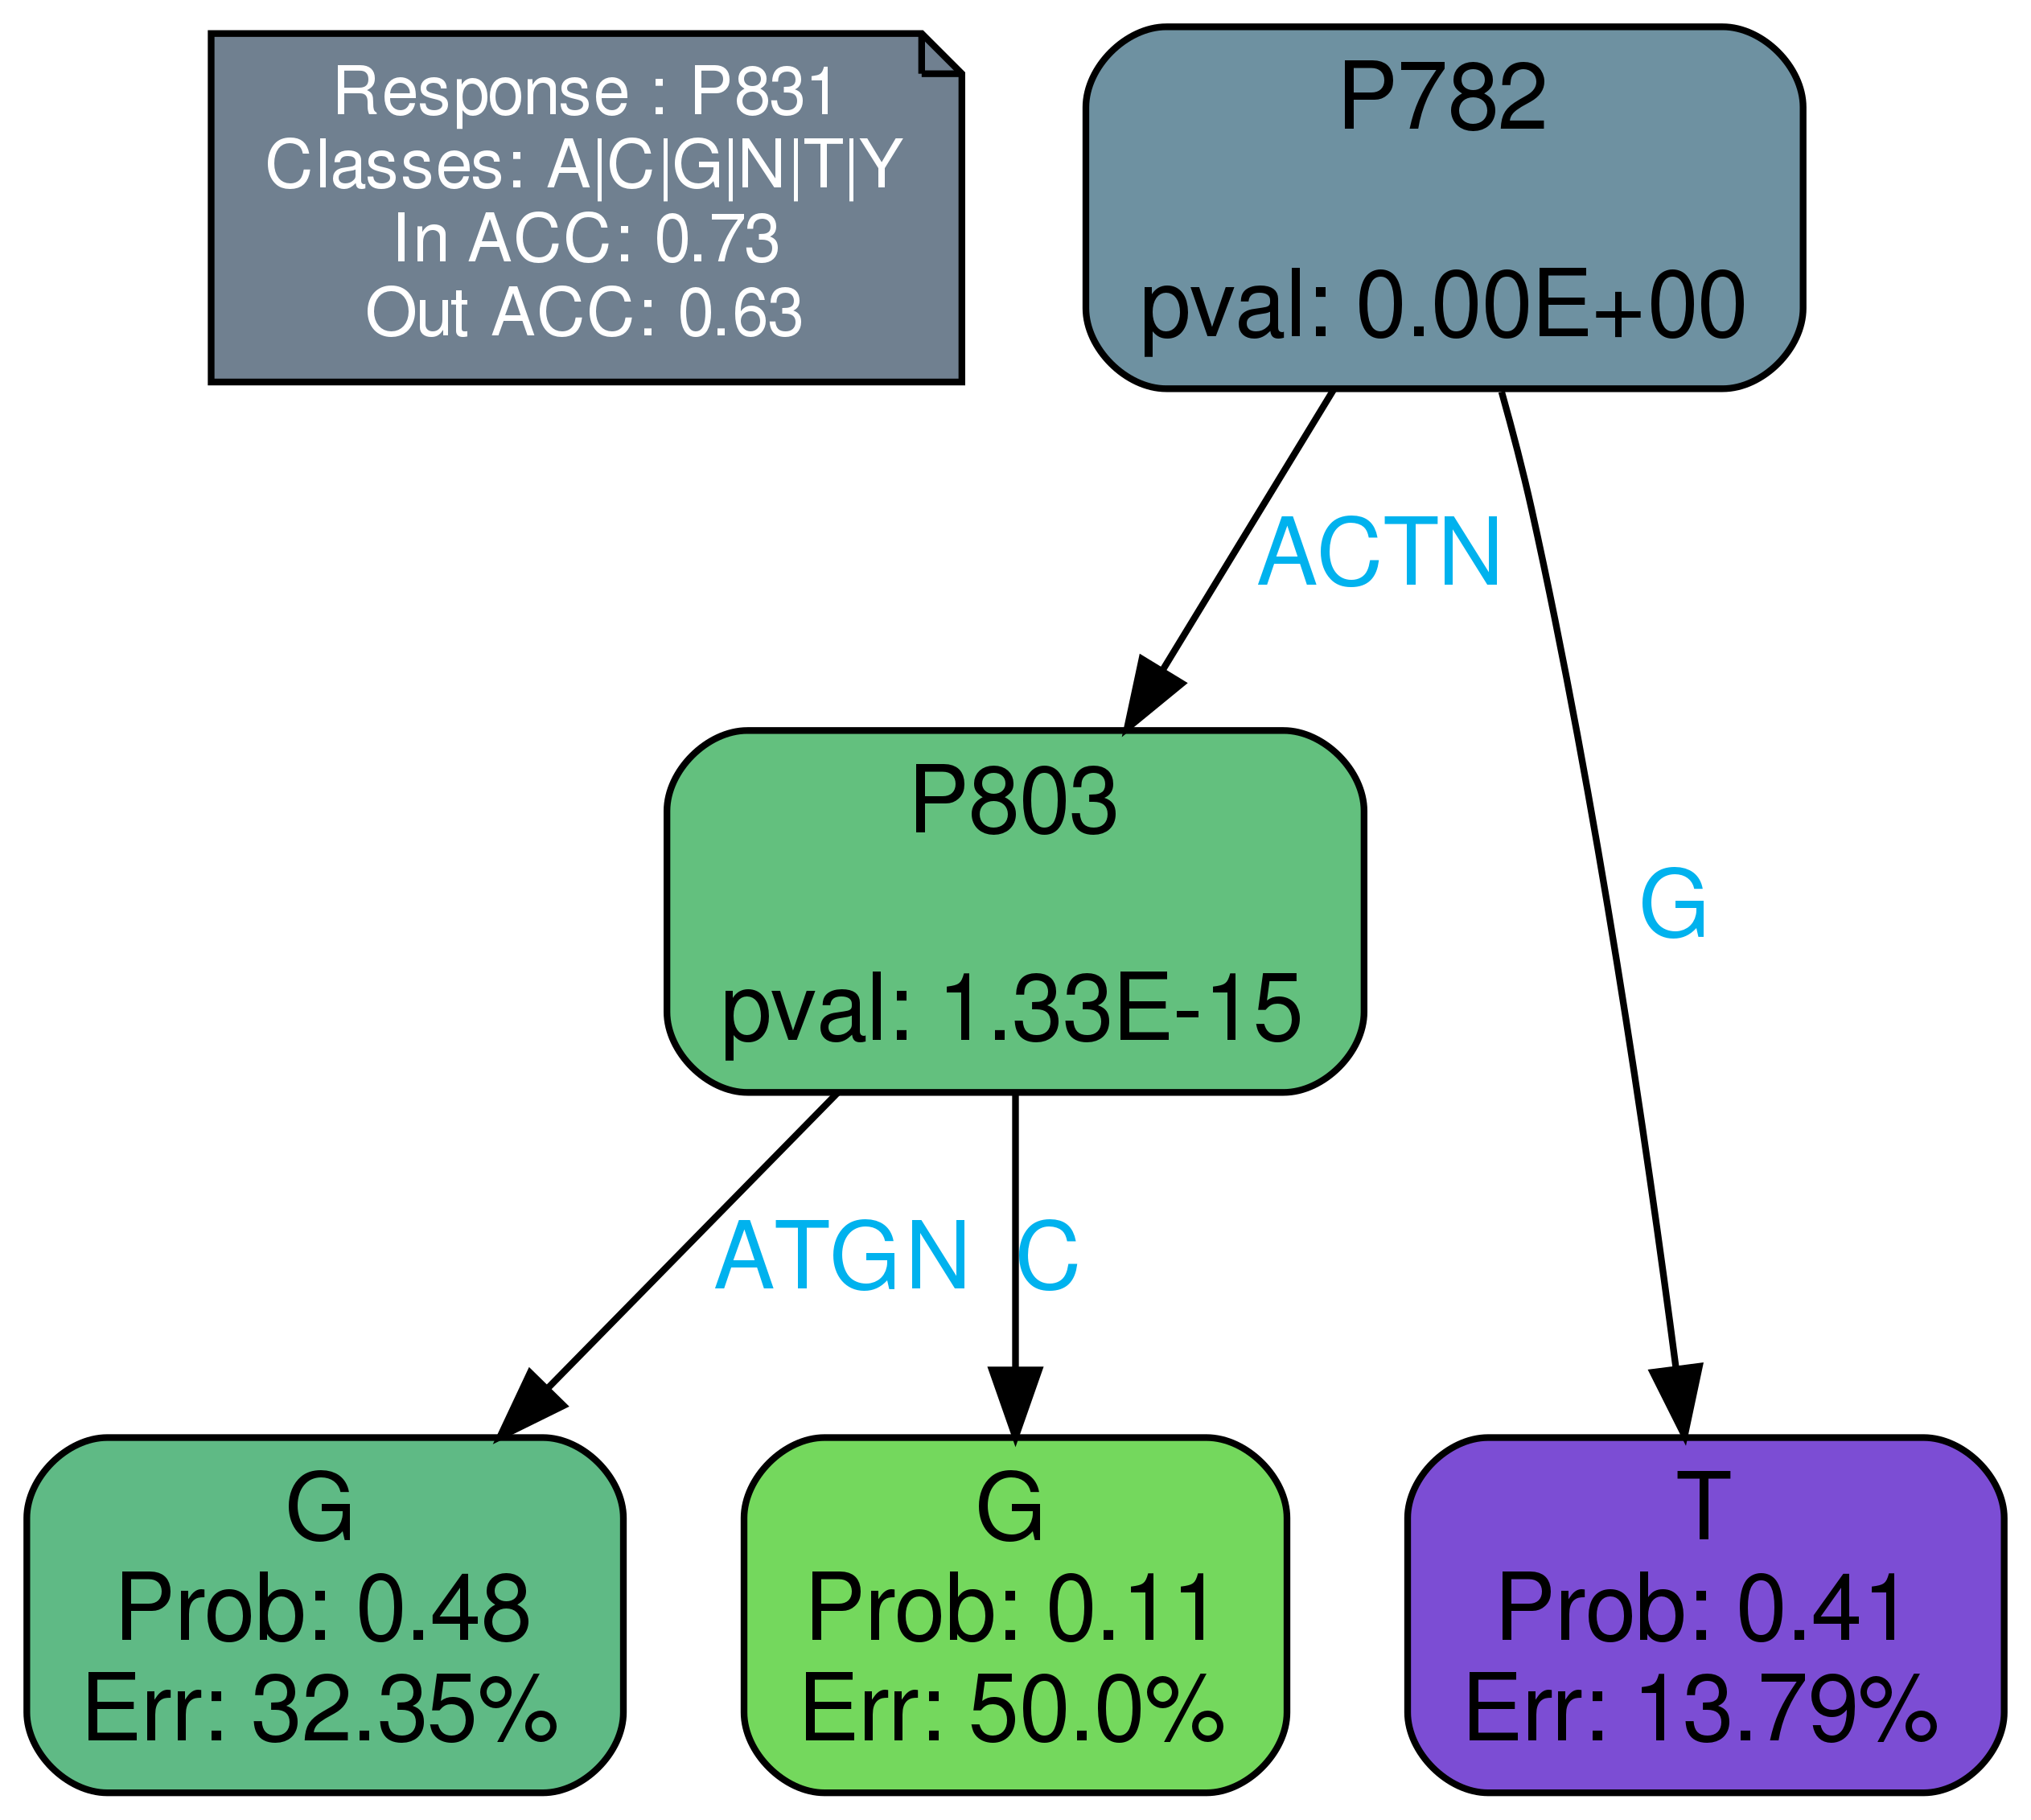 Response : P831
Classes: A|C|G|N|T|Y
In ACC: 0.73
Out ACC: 0.63
P782
pval: 0.00E+00
ACTN
G
P803
pval: 1.33E-15
ATGN
C
G
Prob: 0.48
Err: 32.35%
G
Prob: 0.11
Err: 50.0%
T
Prob: 0.41
Err: 13.79%